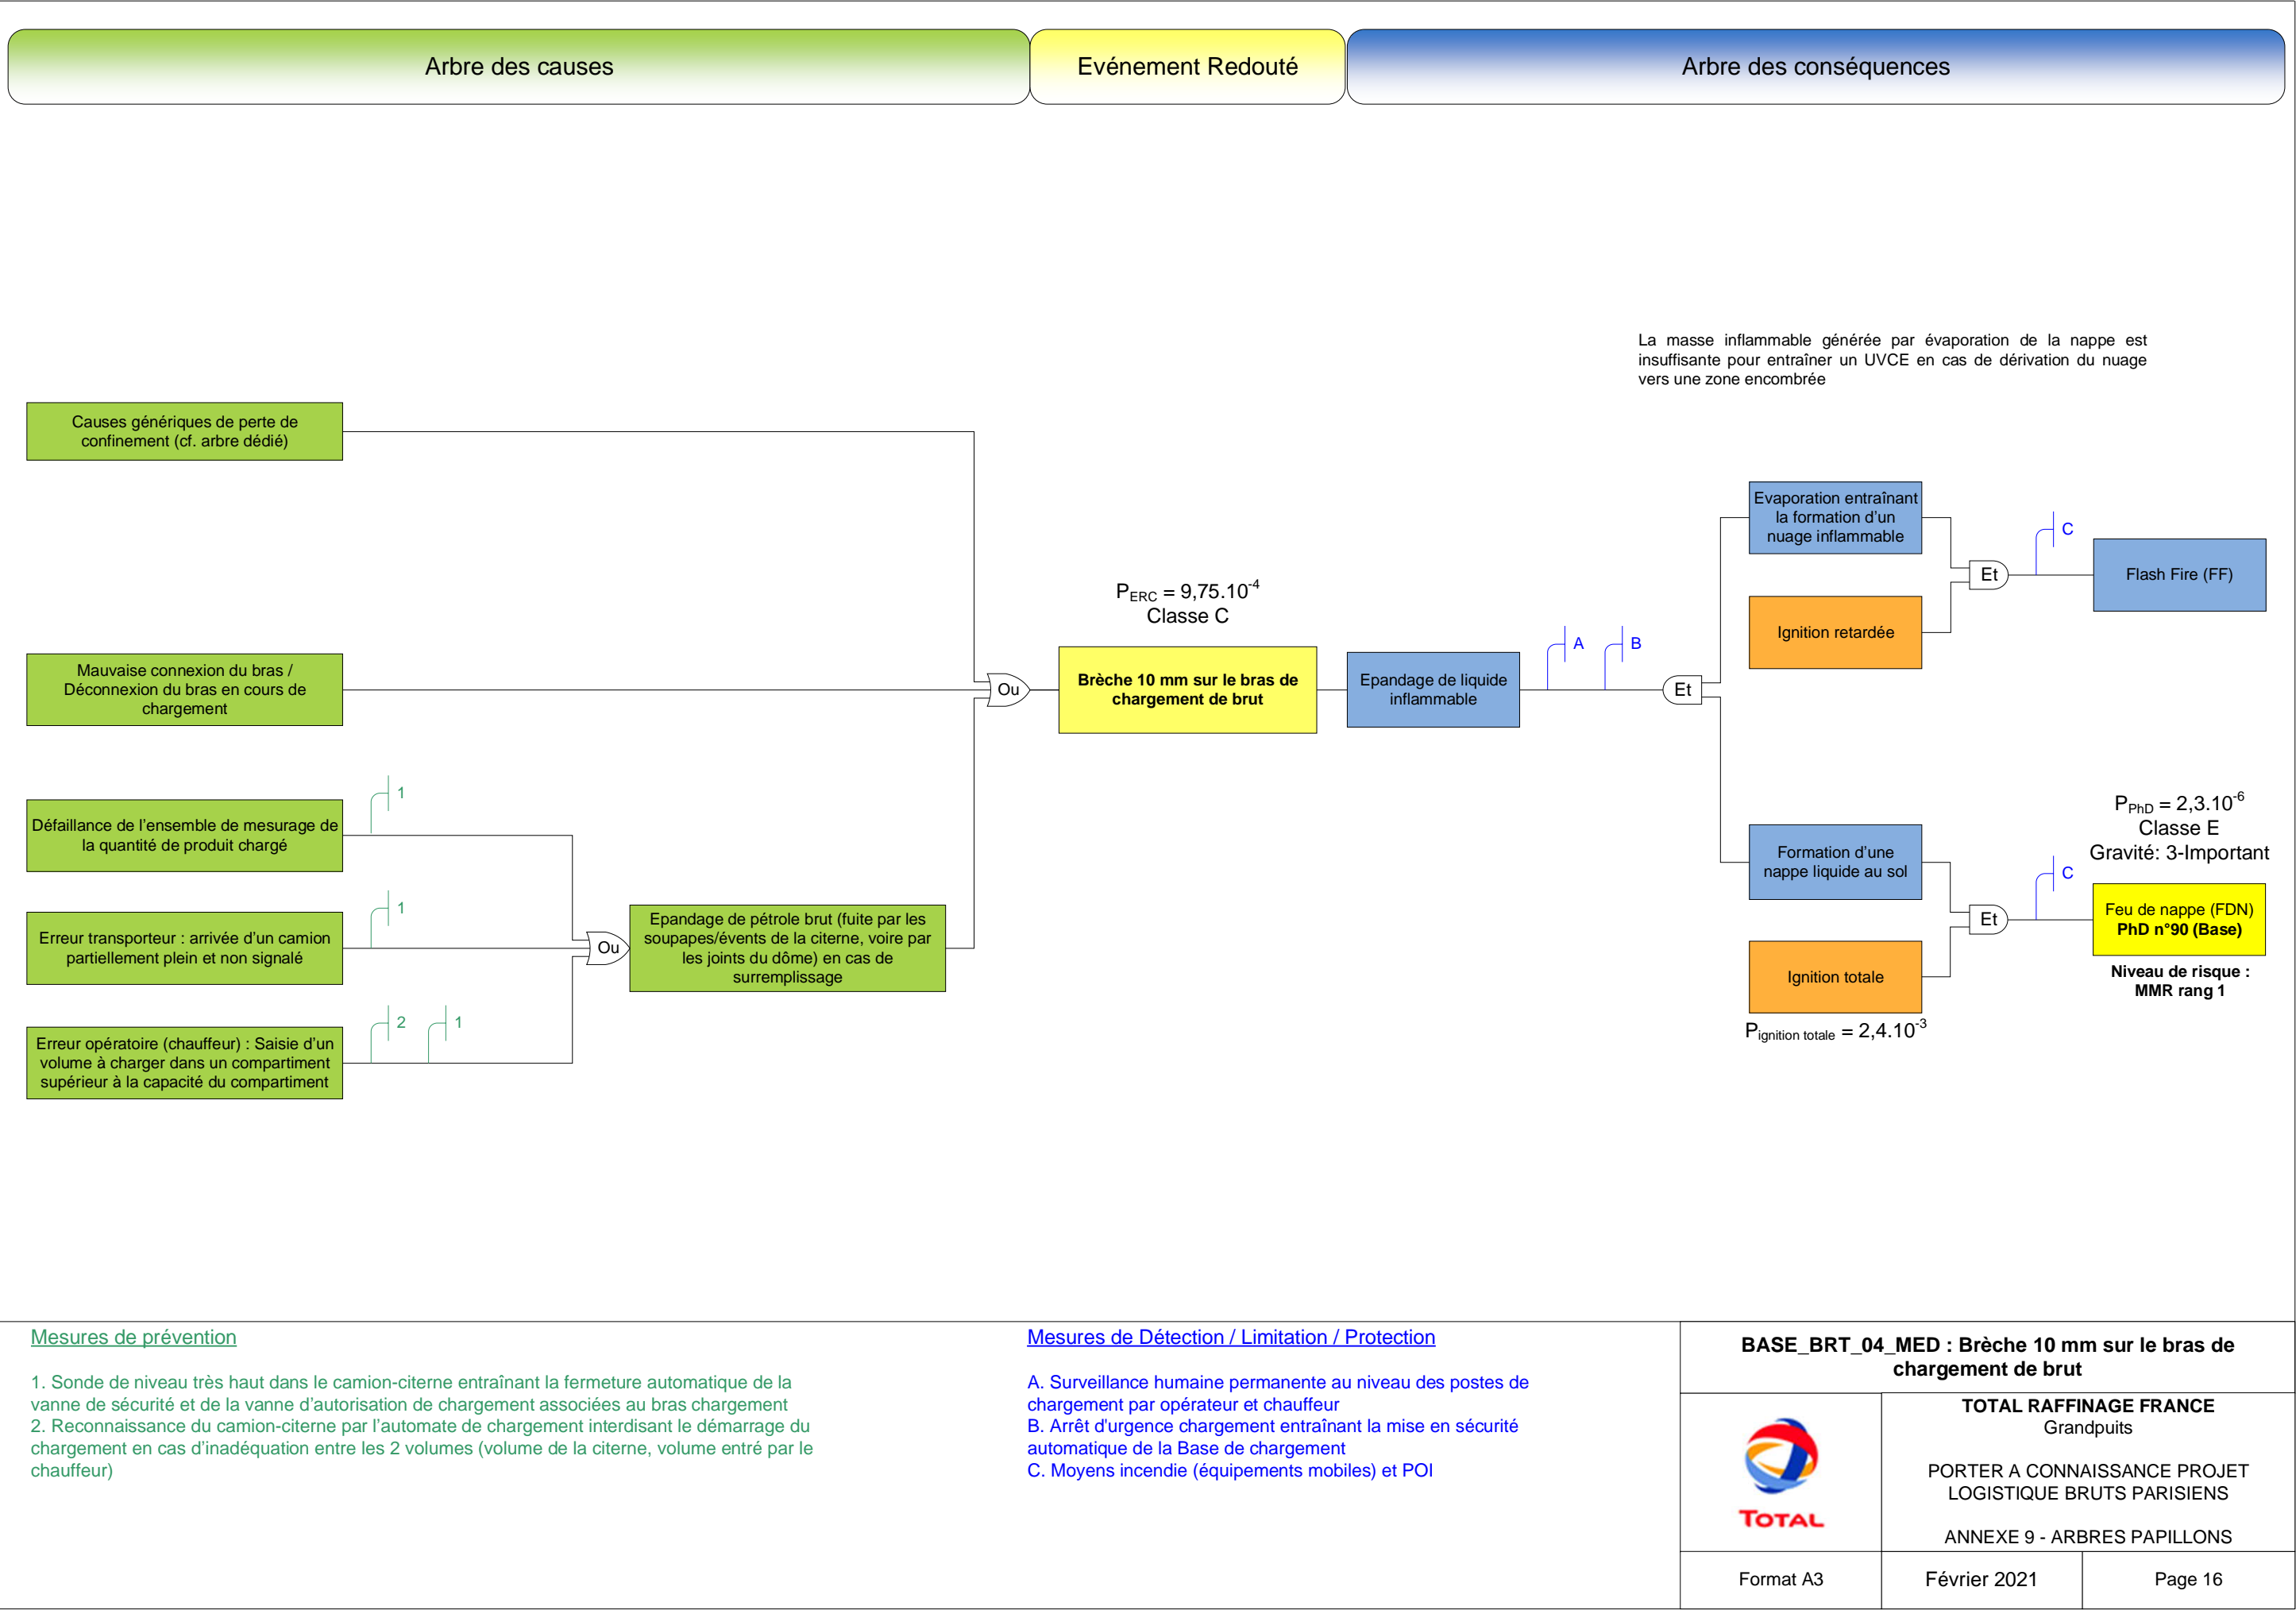 Arbre des causes
Evénement Redouté
Arbre des conséquences
La masse inflammable générée par évaporation de la nappe est
insuffisante pour entraîner un UVCE en cas de dérivation du nuage
vers une zone encombrée
Causes génériques de perte de
confinement (cf. arbre dédié)
Mauvaise connexion du bras /
Déconnexion du bras en cours de
chargement
1
Défaillance de l'ensemble de mesurage de
la quantité de produit chargé
1
Erreur transporteur : arrivée d'un camion
partiellement plein et non signalé
2
1
Erreur opératoire (chauffeur) : Saisie d'un
volume à charger dans un compartiment
supérieur à la capacité du compartiment
Ou
Epandage de pétrole brut (fuite par les
soupapes/évents de la citerne, voire par
les joints du dôme) en cas de
surremplissage
Ou
P_ERC = 9,75.10^-4
Classe C
Brèche 10 mm sur le bras de
chargement de brut
Epandage de liquide
inflammable
A
B
Et
Evaporation entraînant
la formation d'un
nuage inflammable
Ignition retardée
Et
C
Flash Fire (FF)
Formation d'une
nappe liquide au sol
Ignition totale
P_ignition totale = 2,4.10^-3
Et
C
P_PhD = 2,3.10^-6
Classe E
Gravité: 3-Important
Feu de nappe (FDN)
PhD n°90 (Base)
Niveau de risque :
MMR rang 1
Mesures de prévention
1. Sonde de niveau très haut dans le camion-citerne entraînant la fermeture automatique de la
vanne de sécurité et de la vanne d'autorisation de chargement associées au bras chargement
2. Reconnaissance du camion-citerne par l'automate de chargement interdisant le démarrage du
chargement en cas d'inadéquation entre les 2 volumes (volume de la citerne, volume entré par le
chauffeur)
Mesures de Détection / Limitation / Protection
A. Surveillance humaine permanente au niveau des postes de
chargement par opérateur et chauffeur
B. Arrêt d'urgence chargement entraînant la mise en sécurité
automatique de la Base de chargement
C. Moyens incendie (équipements mobiles) et POI
BASE_BRT_04_MED : Brèche 10 mm sur le bras de
chargement de brut
TOTAL
TOTAL RAFFINAGE FRANCE
Grandpuits
PORTER A CONNAISSANCE PROJET
LOGISTIQUE BRUTS PARISIENS
ANNEXE 9 - ARBRES PAPILLONS
Format A3
Février 2021
Page 16